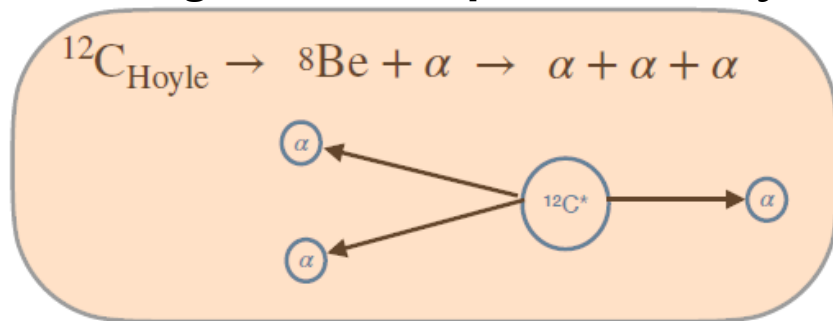 ¹²C_Hoyle → ⁸Be + α → α + α + α
α
¹²C*
α
α